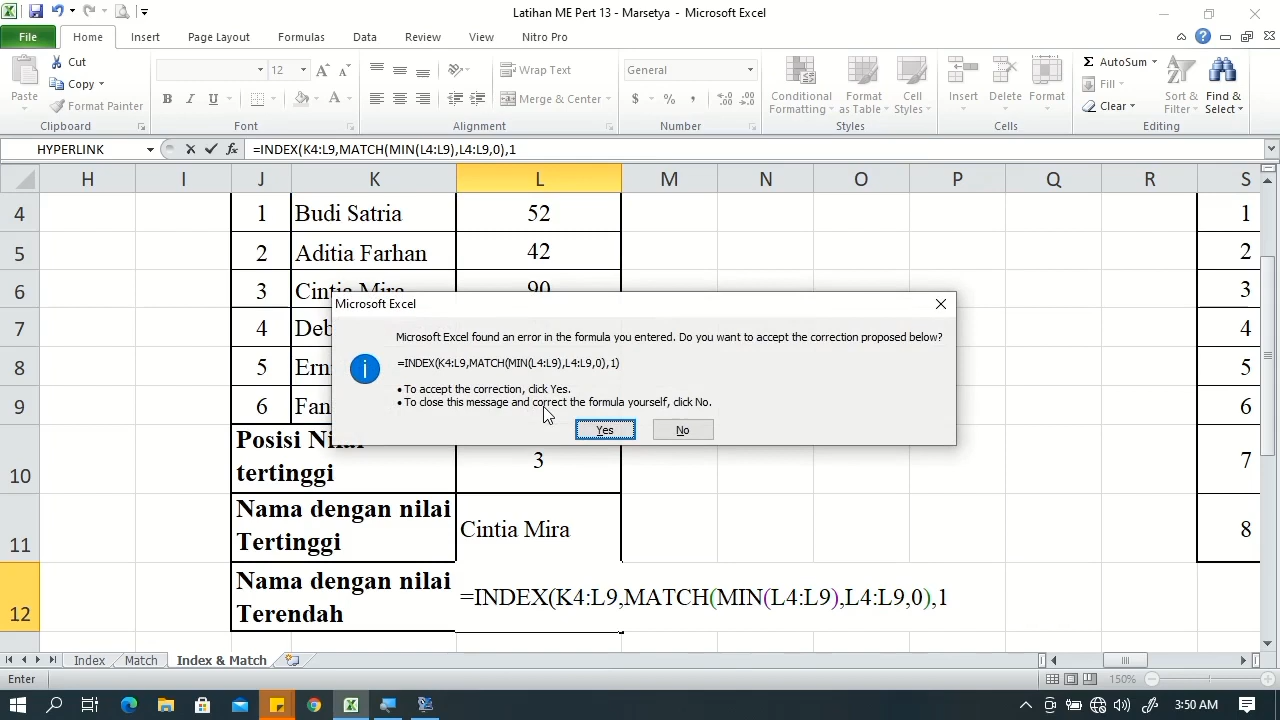 Latihan ME Pert 13 - Marsetya - Microsoft Excel
File Home Insert Page Layout Formulas Data Review View Nitro Pro
Paste
Cut
Copy
Format Painter
Clipboard
12
Font
Wrap Text
Merge & Center
Alignment
General
Number
Conditional Formatting
Format as Table
Cell Styles
Styles
Insert Delete Format
Cells
AutoSum
Fill
Clear
Sort & Filter
Find & Select
Editing
HYPERLINK
=INDEX(K4:L9,MATCH(MIN(L4:L9),L4:L9,0),1
H I J K L M N O P Q R S
4 1 Budi Satria 52 1
5 2 Aditia Farhan 42 2
6 3 Cintia Mira 90 3
7 4 Deb 4
8 5 Erni 5
9 6 Fan 6
Microsoft Excel
Microsoft Excel found an error in the formula you entered. Do you want to accept the correction proposed below?
=INDEX(K4:L9,MATCH(MIN(L4:L9),L4:L9,0),1)
• To accept the correction, click Yes.
• To close this message and correct the formula yourself, click No.
Yes No
Posisi Nilai
10 tertinggi 3 7
Nama dengan nilai
11 Tertinggi Cintia Mira 8
Nama dengan nilai
12 Terendah =INDEX(K4:L9,MATCH(MIN(L4:L9),L4:L9,0),1
Index Match Index & Match
Enter 150%
3:50 AM